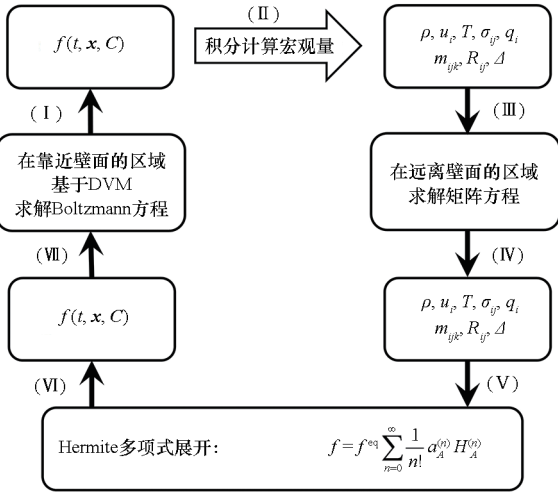 f(t, x, C)
(Ⅱ)
积分计算宏观量
ρ, u_i, T, σ_ij, q_i
m_ijk, R_ij, Δ
(Ⅰ)
(Ⅲ)
在靠近壁面的区域
基于DVM
求解Boltzmann方程
在远离壁面的区域
求解矩阵方程
(Ⅶ)
(Ⅳ)
f(t, x, C)
ρ, u_i, T, σ_ij, q_i
m_ijk, R_ij, Δ
(Ⅵ)
(Ⅴ)
Hermite多项式展开： f = f^eq ∑_{n=0}^{∞} \frac{1}{n!} a_A^{(n)} H_A^{(n)}